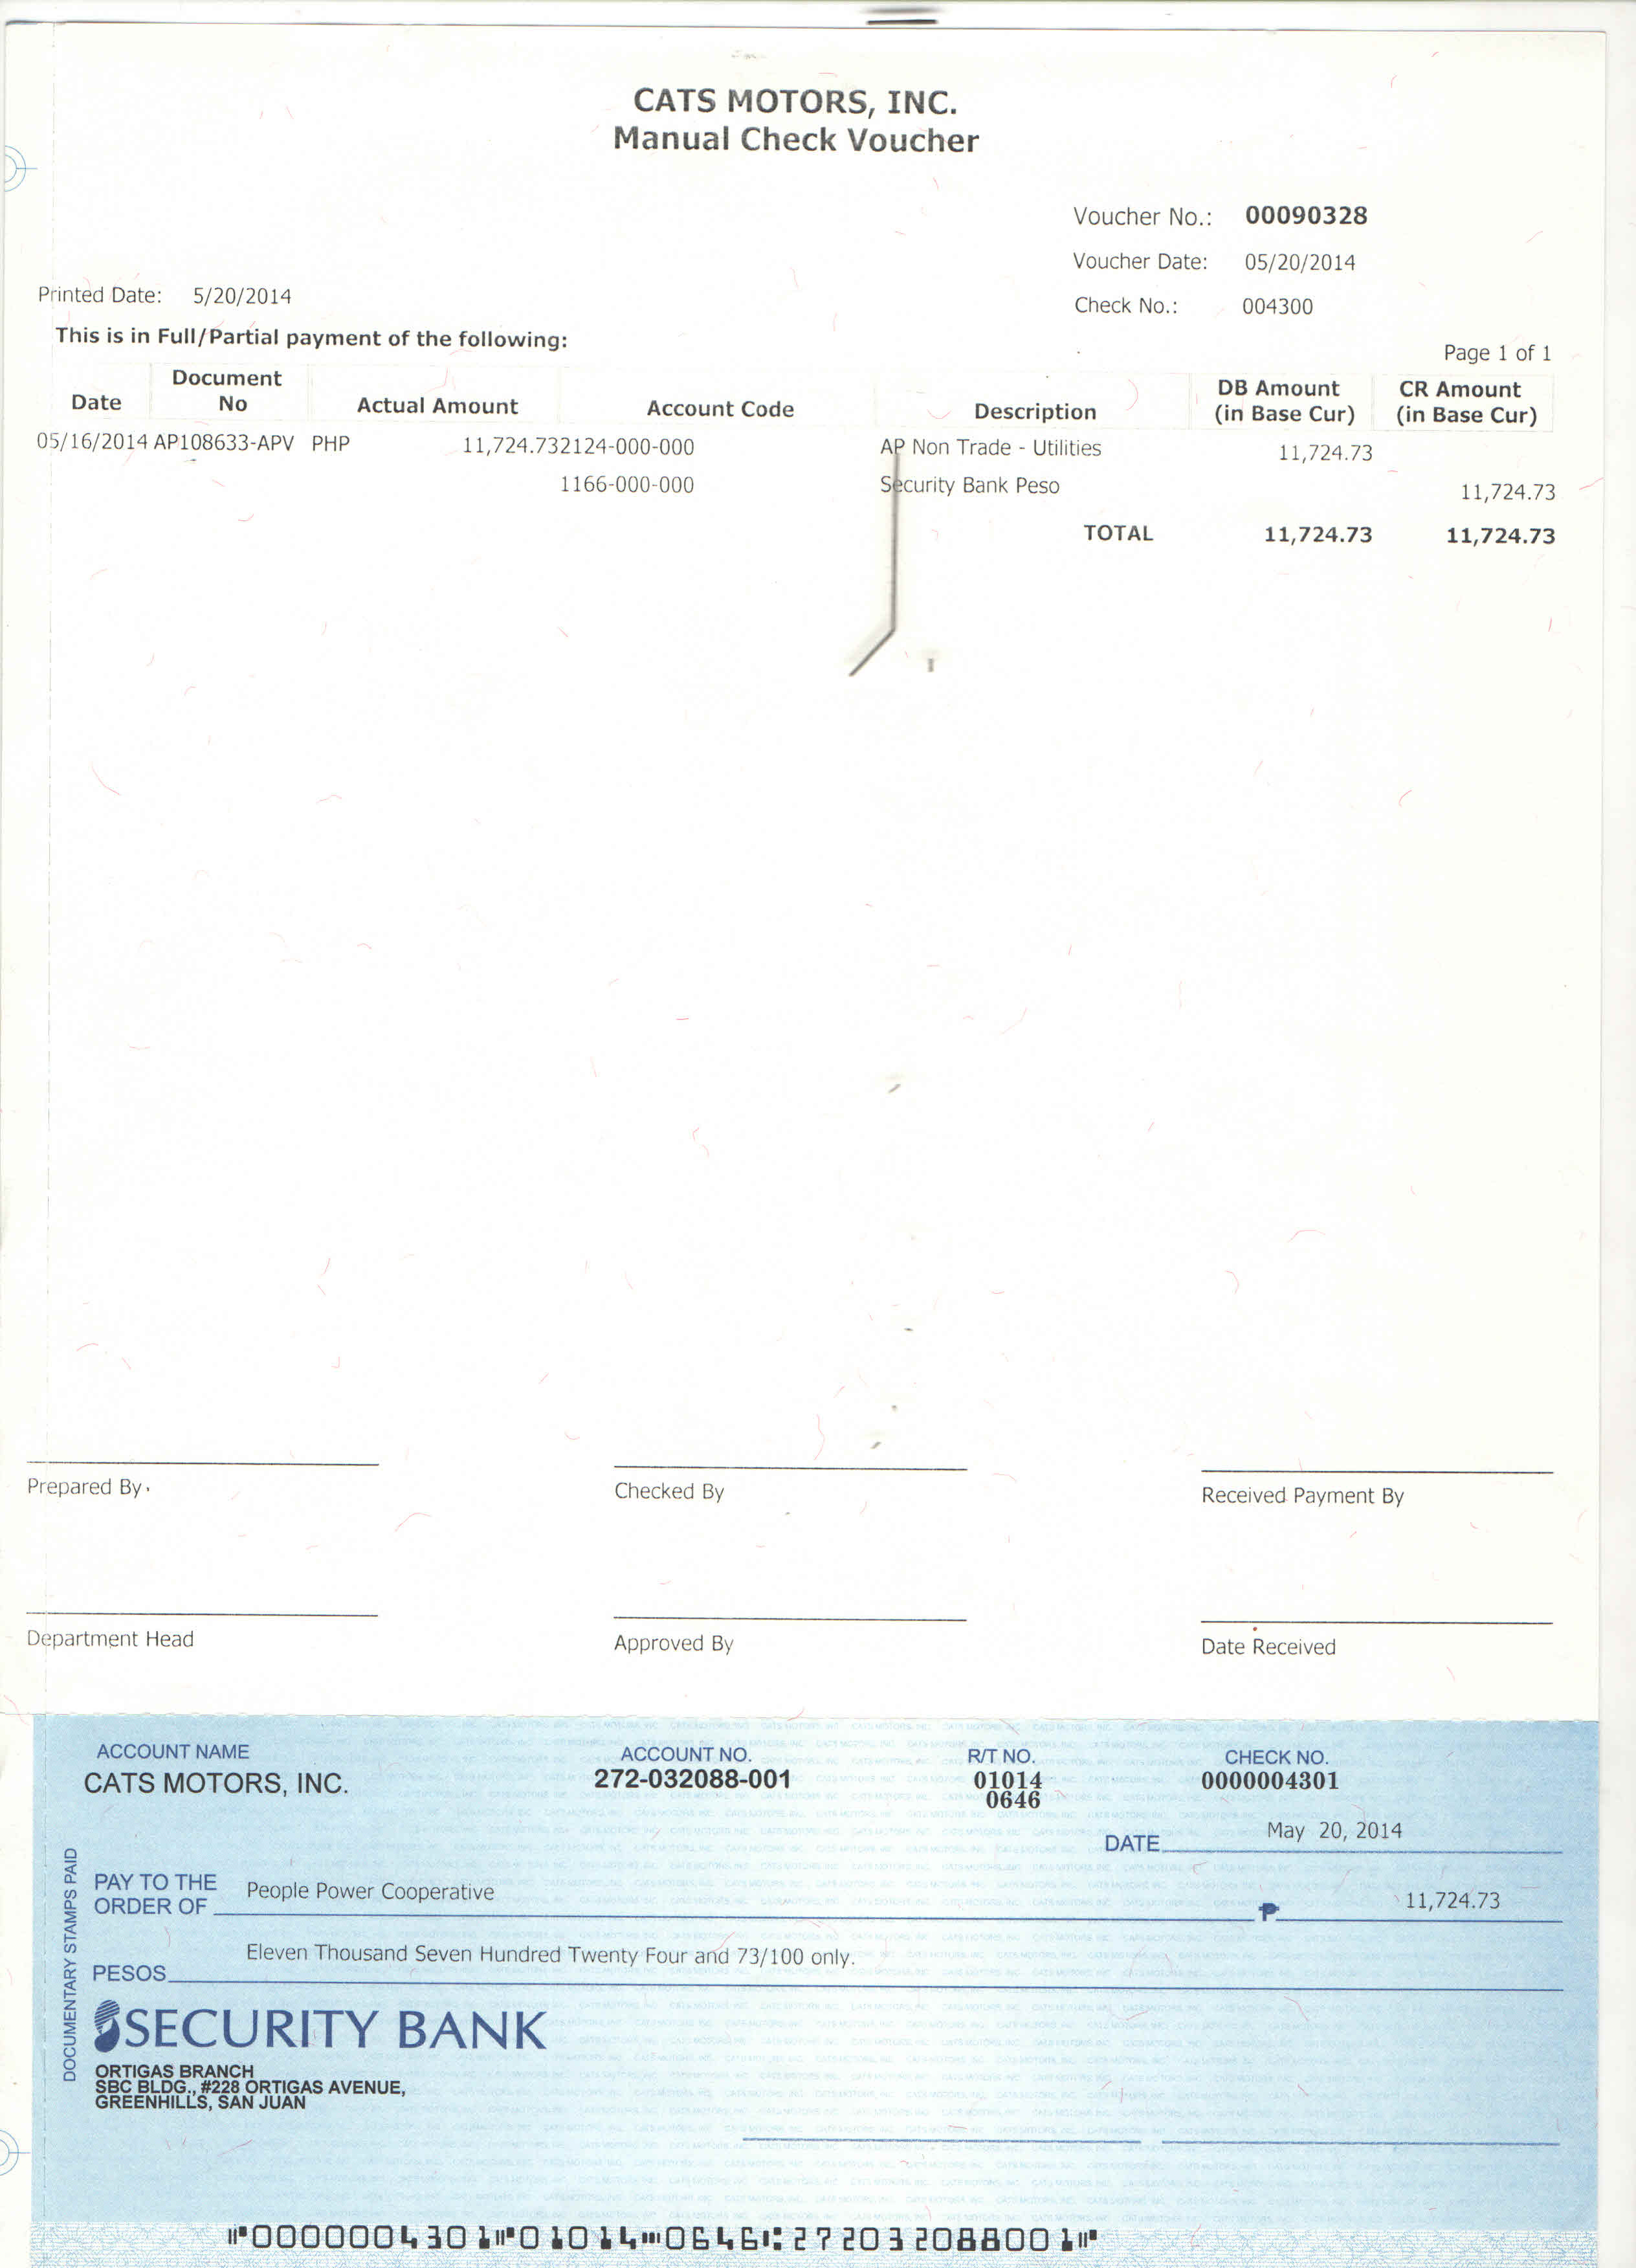 CATS MOTORS, INC.
Manual Check Voucher
Voucher No.: 00090328
Voucher Date: 05/20/2014
Printed Date: 5/20/2014
Check No.: 004300
This is in Full/Partial payment of the following:
Page 1 of 1
Date Document No Actual Amount Account Code Description DB Amount (in Base Cur) CR Amount (in Base Cur)
05/16/2014 AP108633-APV PHP 11,724.732124-000-000 AP Non Trade - Utilities 11,724.73
1166-000-000 Security Bank Peso 11,724.73
TOTAL 11,724.73 11,724.73
Prepared By Checked By Received Payment By
Department Head Approved By Date Received
ACCOUNT NAME ACCOUNT NO. R/T NO. CHECK NO.
CATS MOTORS, INC. 272-032088-001 01014 0000004301
0646
DATE May 20, 2014
DOCUMENTARY STAMPS PAID
PAY TO THE
ORDER OF People Power Cooperative ₱ 11,724.73
PESOS Eleven Thousand Seven Hundred Twenty Four and 73/100 only.
SECURITY BANK
ORTIGAS BRANCH
SBC BLDG., #228 ORTIGAS AVENUE,
GREENHILLS, SAN JUAN
⑈0000004301⑈01014⑉0646⑆272032088001⑈